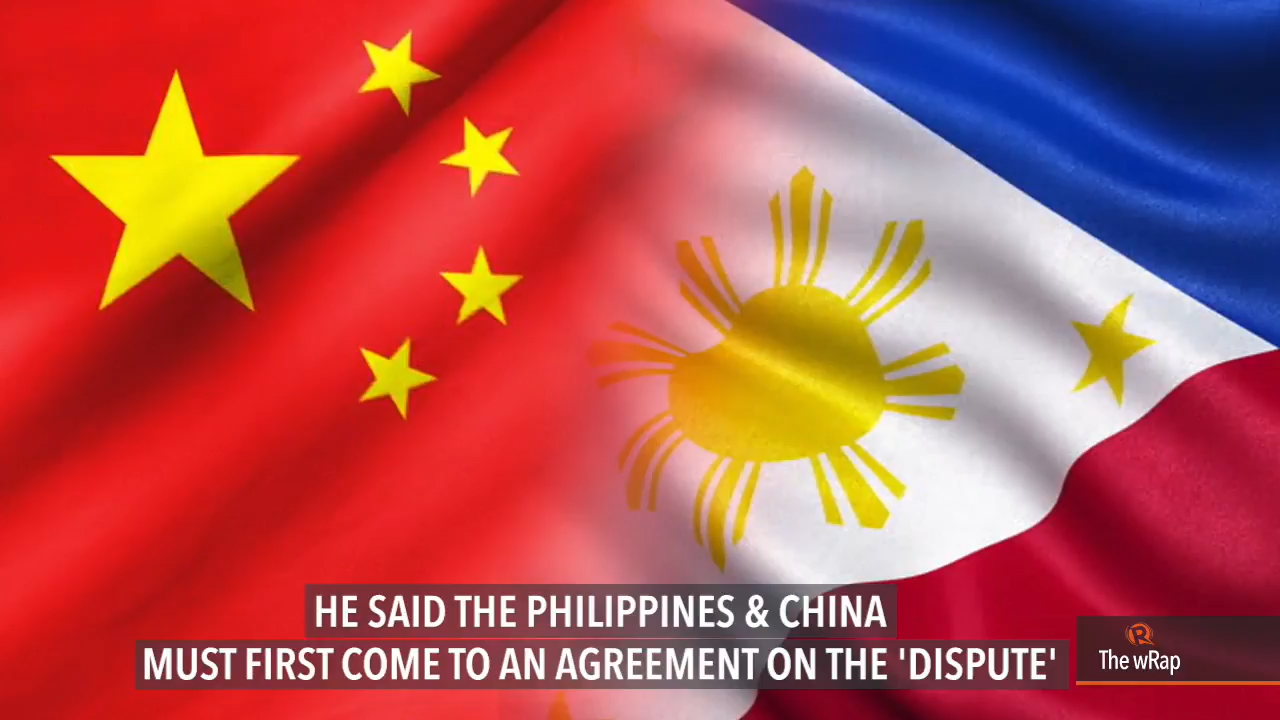 HE SAID THE PHILIPPINES & CHINA
MUST FIRST COME TO AN AGREEMENT ON THE 'DISPUTE'
R
The wRap